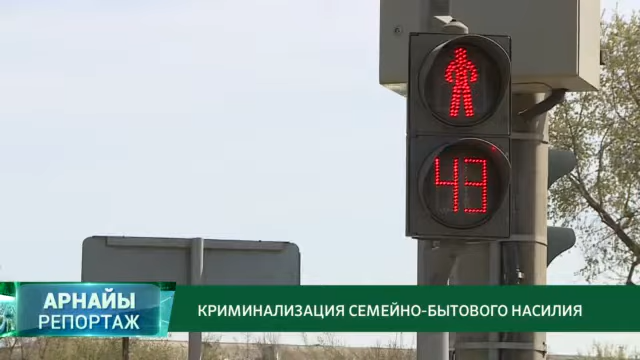 43
АРНАЙЫ
РЕПОРТАЖ
КРИМИНАЛИЗАЦИЯ СЕМЕЙНО-БЫТОВОГО НАСИЛИЯ